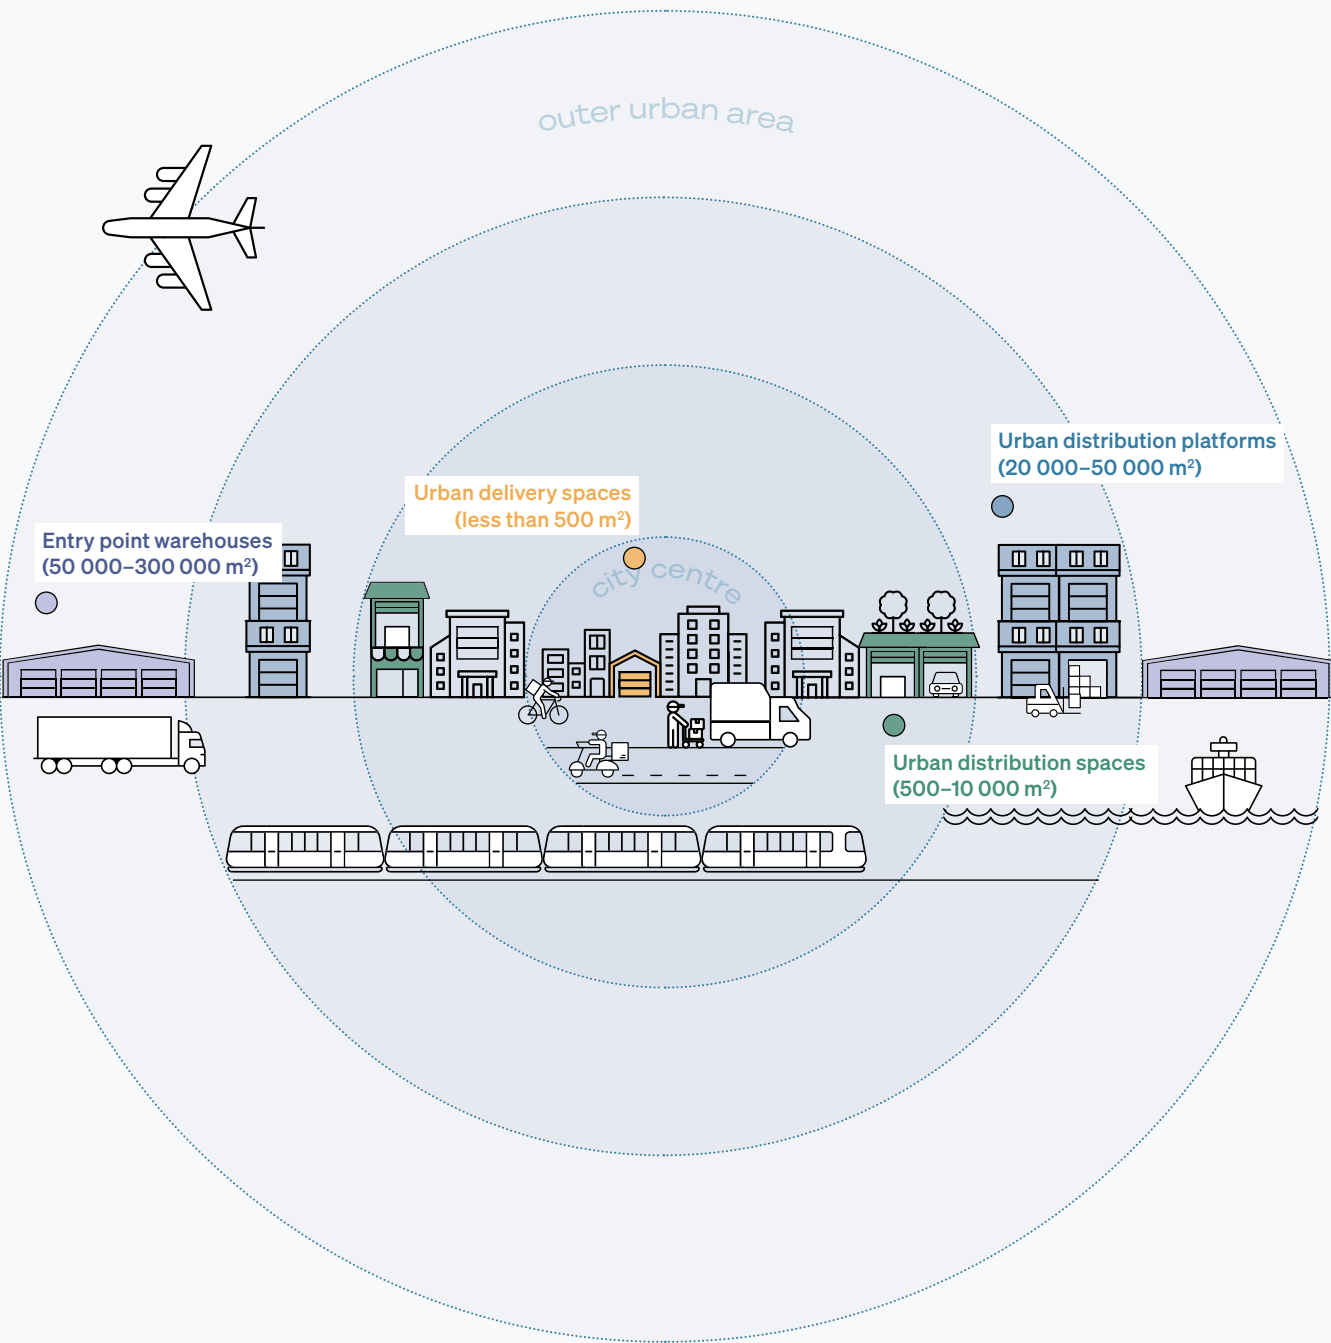 outer urban area
Urban distribution platforms
(20 000–50 000 m²)
Urban delivery spaces
(less than 500 m²)
Entry point warehouses
(50 000–300 000 m²)
city centre
Urban distribution spaces
(500–10 000 m²)